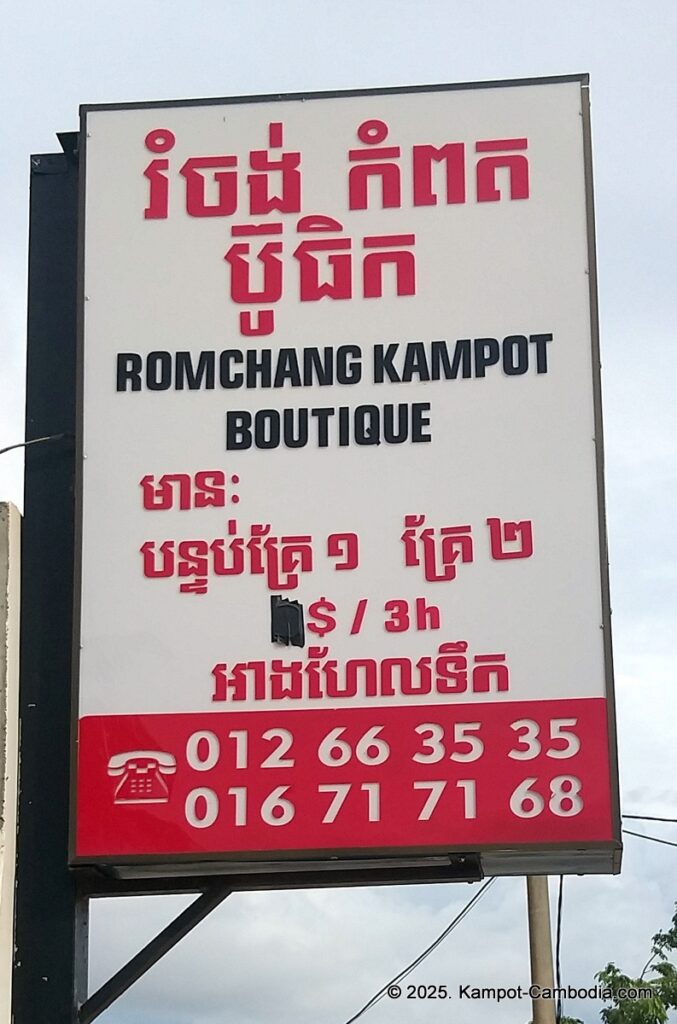 រំចង់ កំពត
ប៊ូធិក
ROMCHANG KAMPOT
BOUTIQUE
មានៈ
បន្ទប់គ្រែ ១ គ្រែ ២
$ / 3h
អាងហែលទឹក
012 66 35 35
016 71 71 68
© 2025. Kampot-Cambodia.com